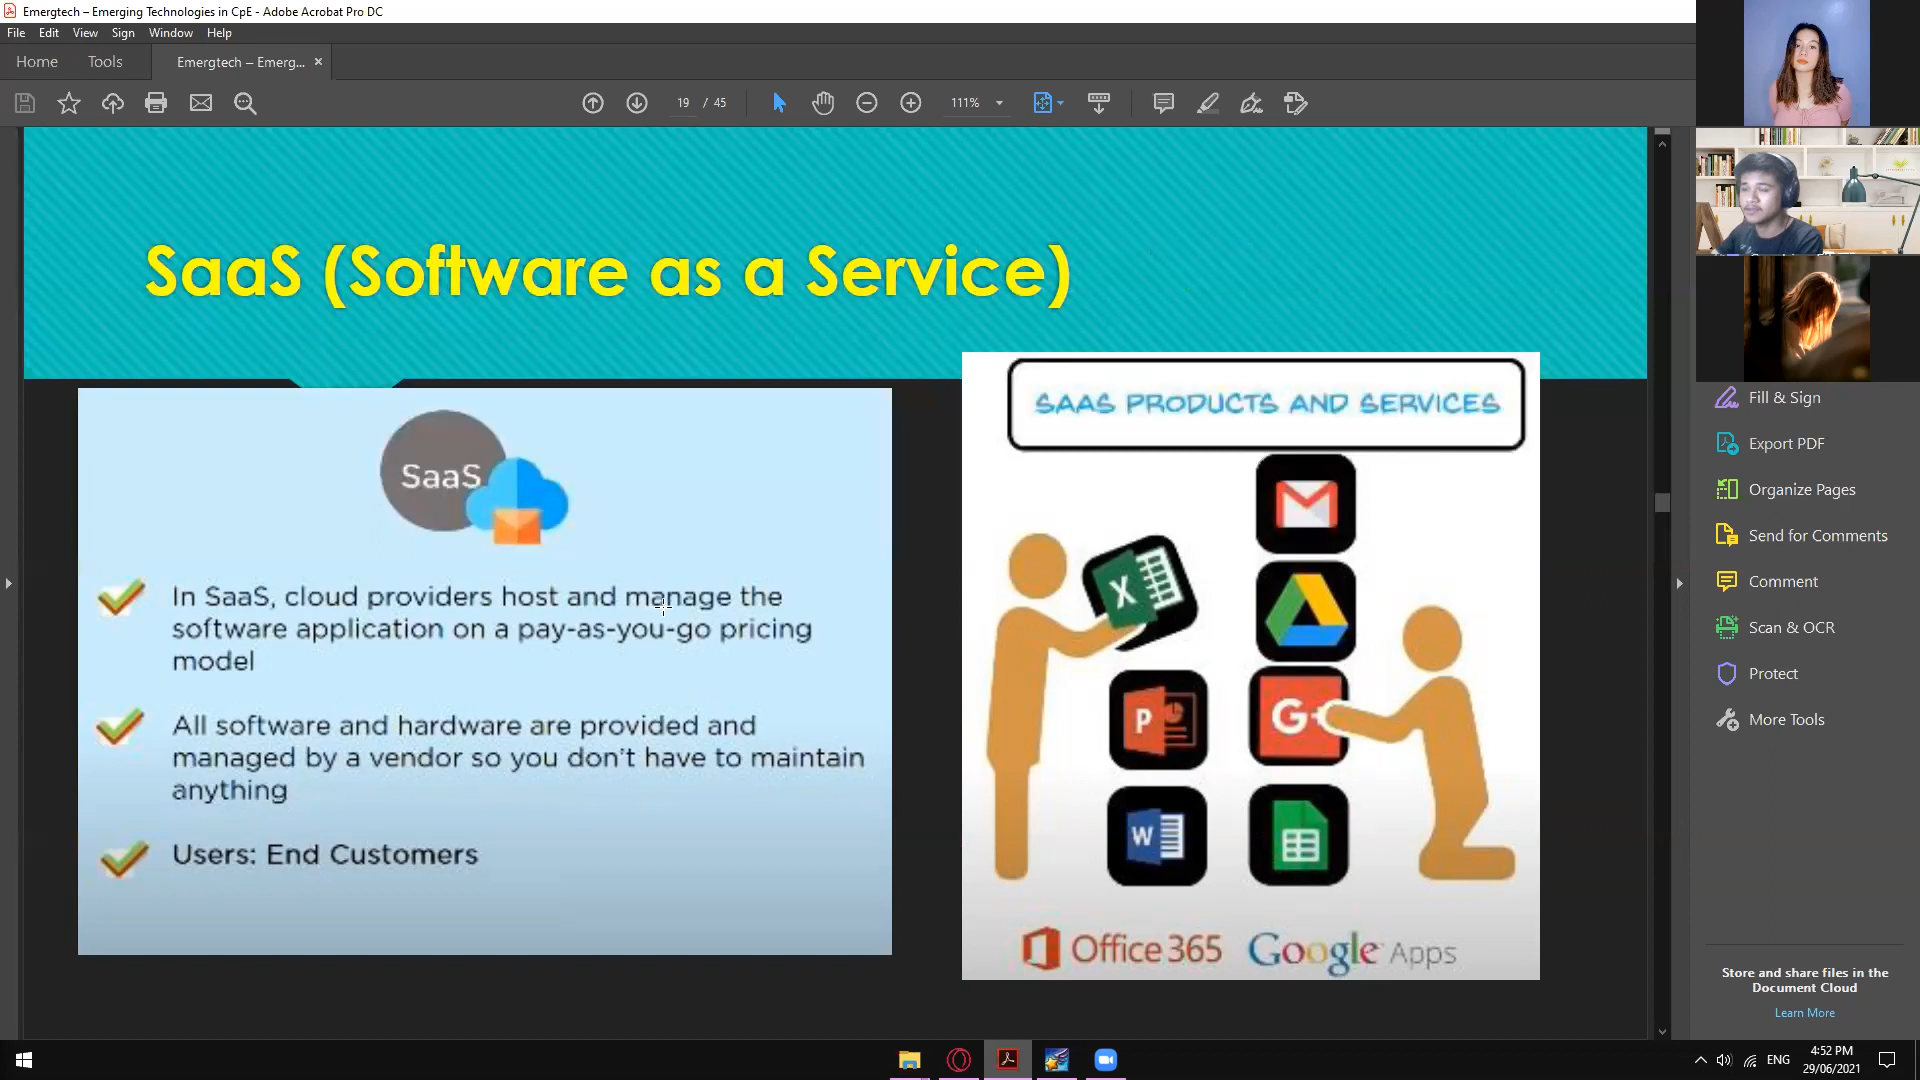 Emergtech – Emerging Technologies in CpE - Adobe Acrobat Pro DC
File Edit View Sign Window Help
Home Tools Emergtech – Emerg... ×
19 / 45 111%
SaaS (Software as a Service)
SaaS
In SaaS, cloud providers host and manage the
software application on a pay-as-you-go pricing
model
All software and hardware are provided and
managed by a vendor so you don't have to maintain
anything
Users: End Customers
SAAS PRODUCTS AND SERVICES
X
P
G+
W
Office 365 Google Apps
Fill & Sign
Export PDF
Organize Pages
Send for Comments
Comment
Scan & OCR
Protect
More Tools
Store and share files in the
Document Cloud
Learn More
ENG
4:52 PM
29/06/2021